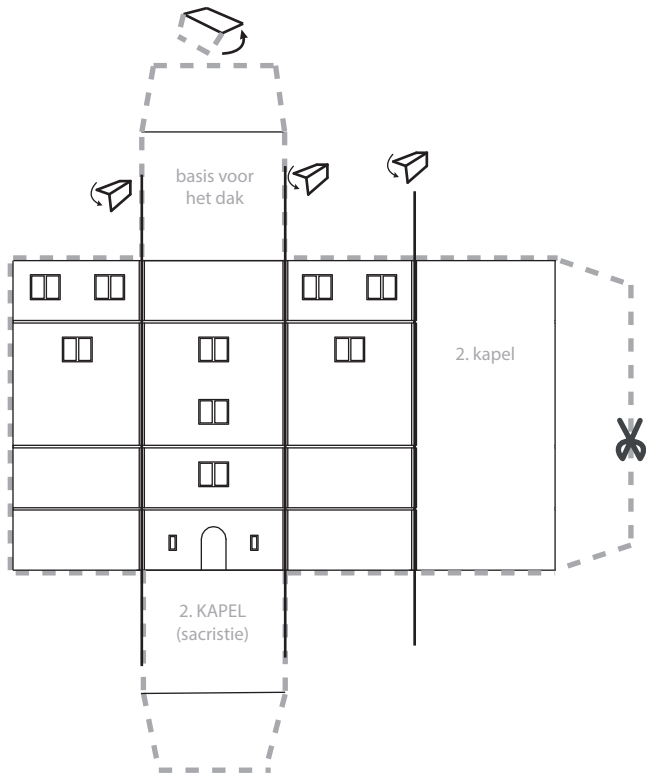 basis voor
het dak
2. kapel
2. KAPEL
(sacristie)